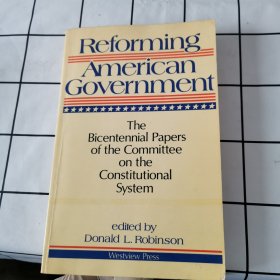 Reforming
American
Government
The
Bicentennial Papers
of the Committee
on the
Constitutional
System
edited by
Donald L. Robinson
Westview Press